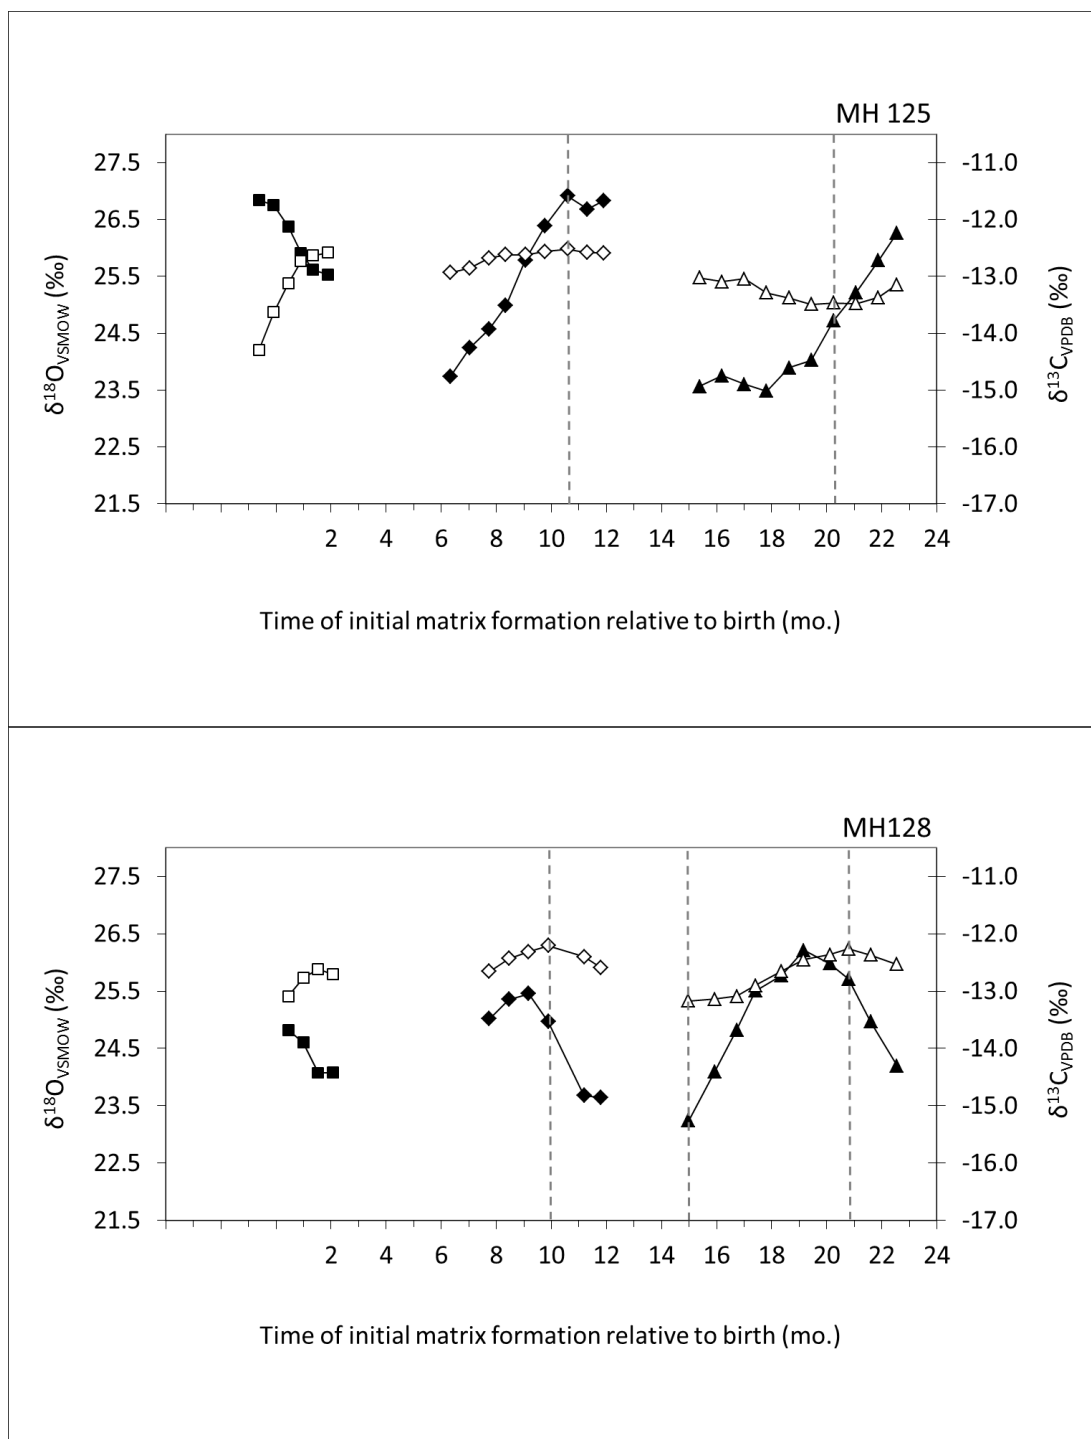 MH 125
27.5 -11.0
26.5 -12.0
25.5 -13.0
24.5 -14.0
23.5 -15.0
22.5 -16.0
21.5 -17.0
δ18OVSMOW (‰)
δ13CVPDB (‰)
2 4 6 8 10 12 14 16 18 20 22 24
Time of initial matrix formation relative to birth (mo.)
MH128
27.5 -11.0
26.5 -12.0
25.5 -13.0
24.5 -14.0
23.5 -15.0
22.5 -16.0
21.5 -17.0
δ18OVSMOW (‰)
δ13CVPDB (‰)
2 4 6 8 10 12 14 16 18 20 22 24
Time of initial matrix formation relative to birth (mo.)